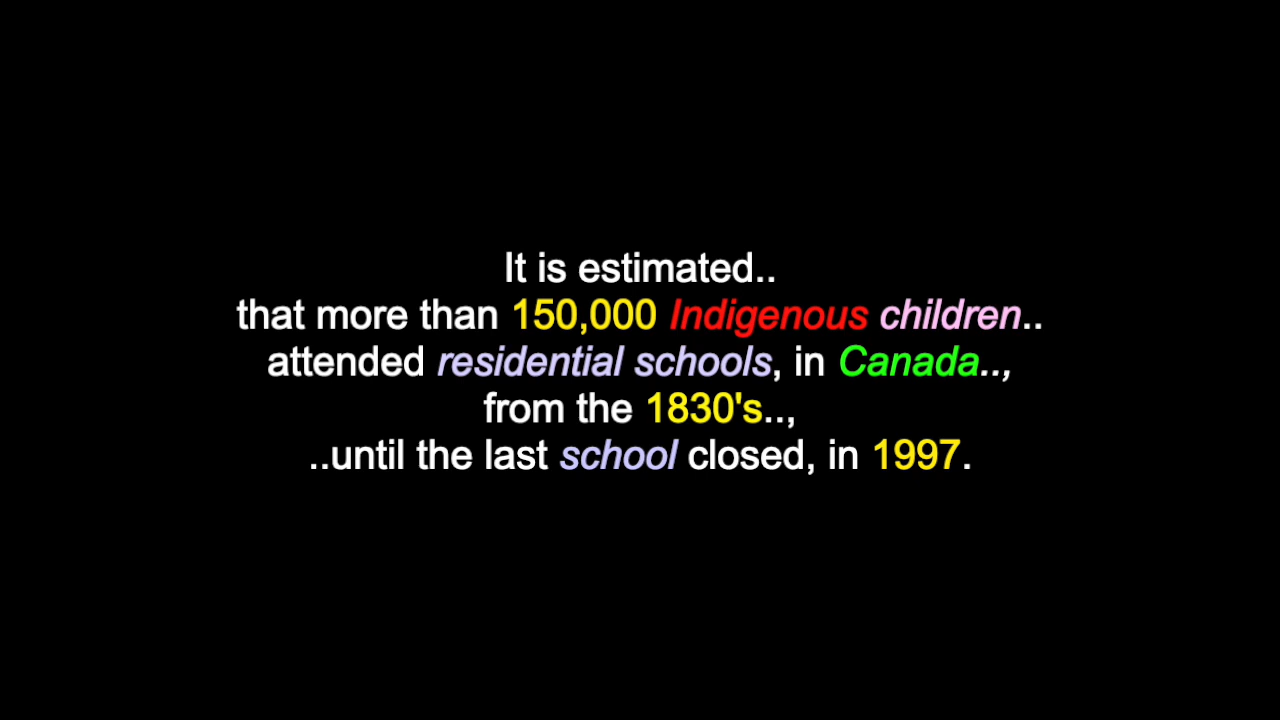 It is estimated..
that more than 150,000 Indigenous children..
attended residential schools, in Canada..,
from the 1830's..,
..until the last school closed, in 1997.